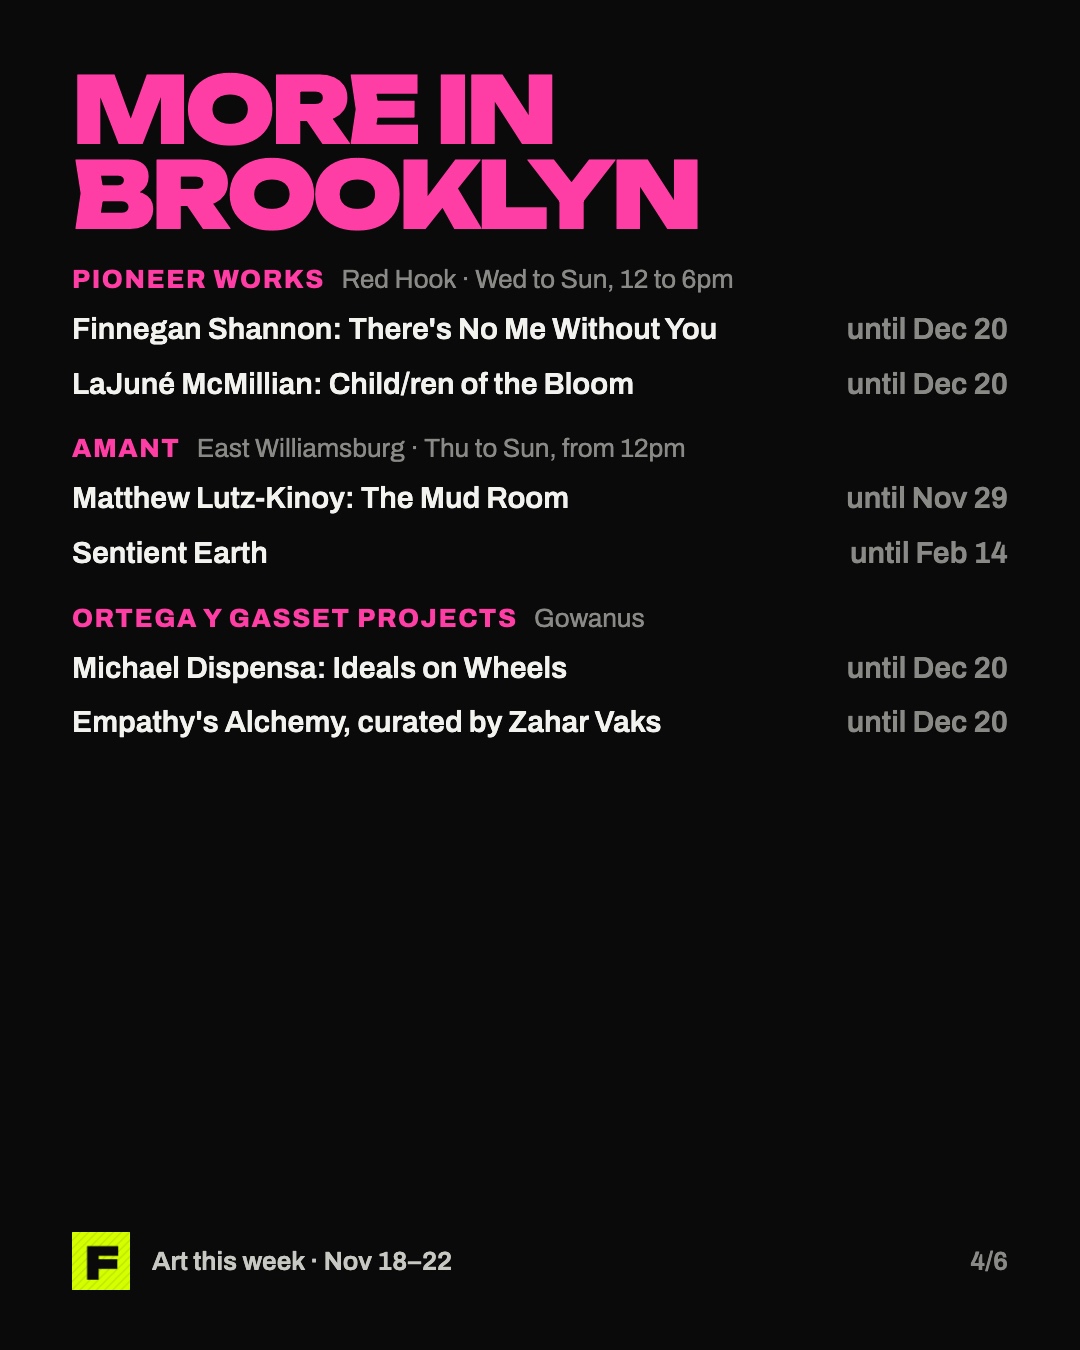 MORE IN
BROOKLYN
PIONEER WORKS Red Hook · Wed to Sun, 12 to 6pm
Finnegan Shannon: There's No Me Without You until Dec 20
LaJuné McMillian: Child/ren of the Bloom until Dec 20
AMANT East Williamsburg · Thu to Sun, from 12pm
Matthew Lutz-Kinoy: The Mud Room until Nov 29
Sentient Earth until Feb 14
ORTEGA Y GASSET PROJECTS Gowanus
Michael Dispensa: Ideals on Wheels until Dec 20
Empathy's Alchemy, curated by Zahar Vaks until Dec 20
F Art this week · Nov 18–22 4/6